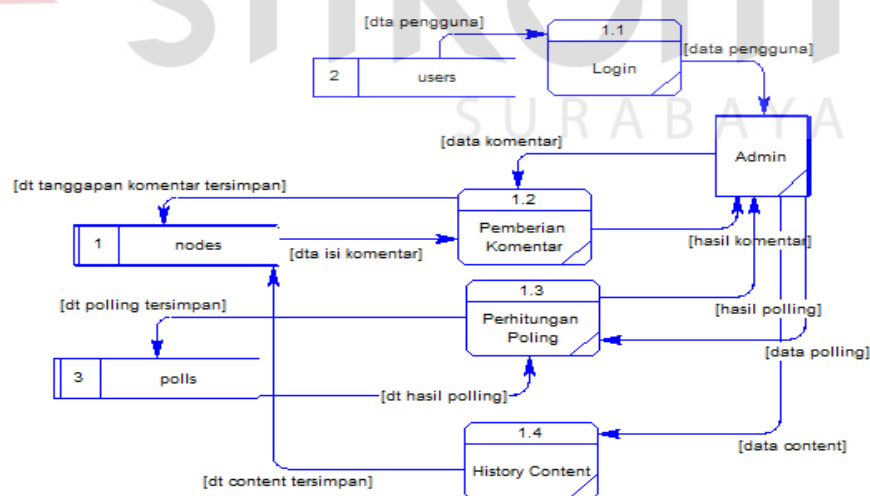 STIKOM
SURABAYA
[dta pengguna]
1.1
Login
[data pengguna]
2
users
[data komentar]
Admin
[dt tanggapan komentar tersimpan]
1.2
Pemberian
Komentar
1
nodes
[dta isi komentar]
[hasil komentar]
1.3
Perhitungan
Poling
[dt polling tersimpan]
[hasil polling]
[data polling]
3
polls
[dt hasil polling]
1.4
History Content
[data content]
[dt content tersimpan]